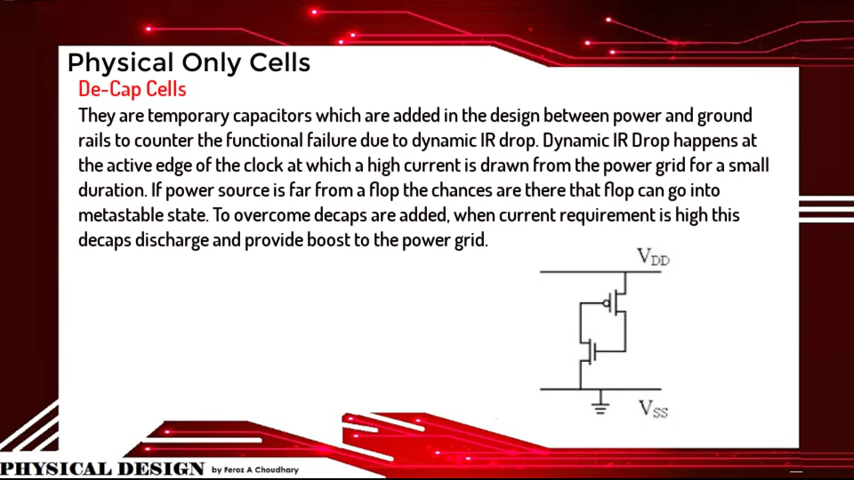 Physical Only Cells
De-Cap Cells
They are temporary capacitors which are added in the design between power and ground
rails to counter the functional failure due to dynamic IR drop. Dynamic IR Drop happens at
the active edge of the clock at which a high current is drawn from the power grid for a small
duration. If power source is far from a flop the chances are there that flop can go into
metastable state. To overcome decaps are added, when current requirement is high this
decaps discharge and provide boost to the power grid.
VDD
VSS
PHYSICAL DESIGN by Feroz A Choudhary